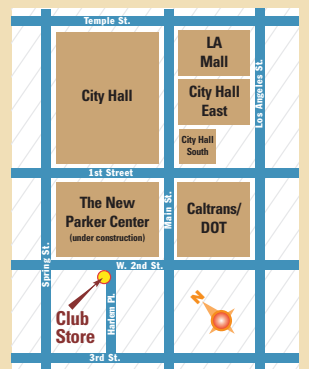 Temple St.
City Hall
LA
Mall
City Hall
East
City Hall
South
Los Angeles St.
1st Street
The New
Parker Center
(under construction)
Main St.
Caltrans/
DOT
Spring St.
W. 2nd St.
Club
Store
Harlem Pl.
N
3rd St.